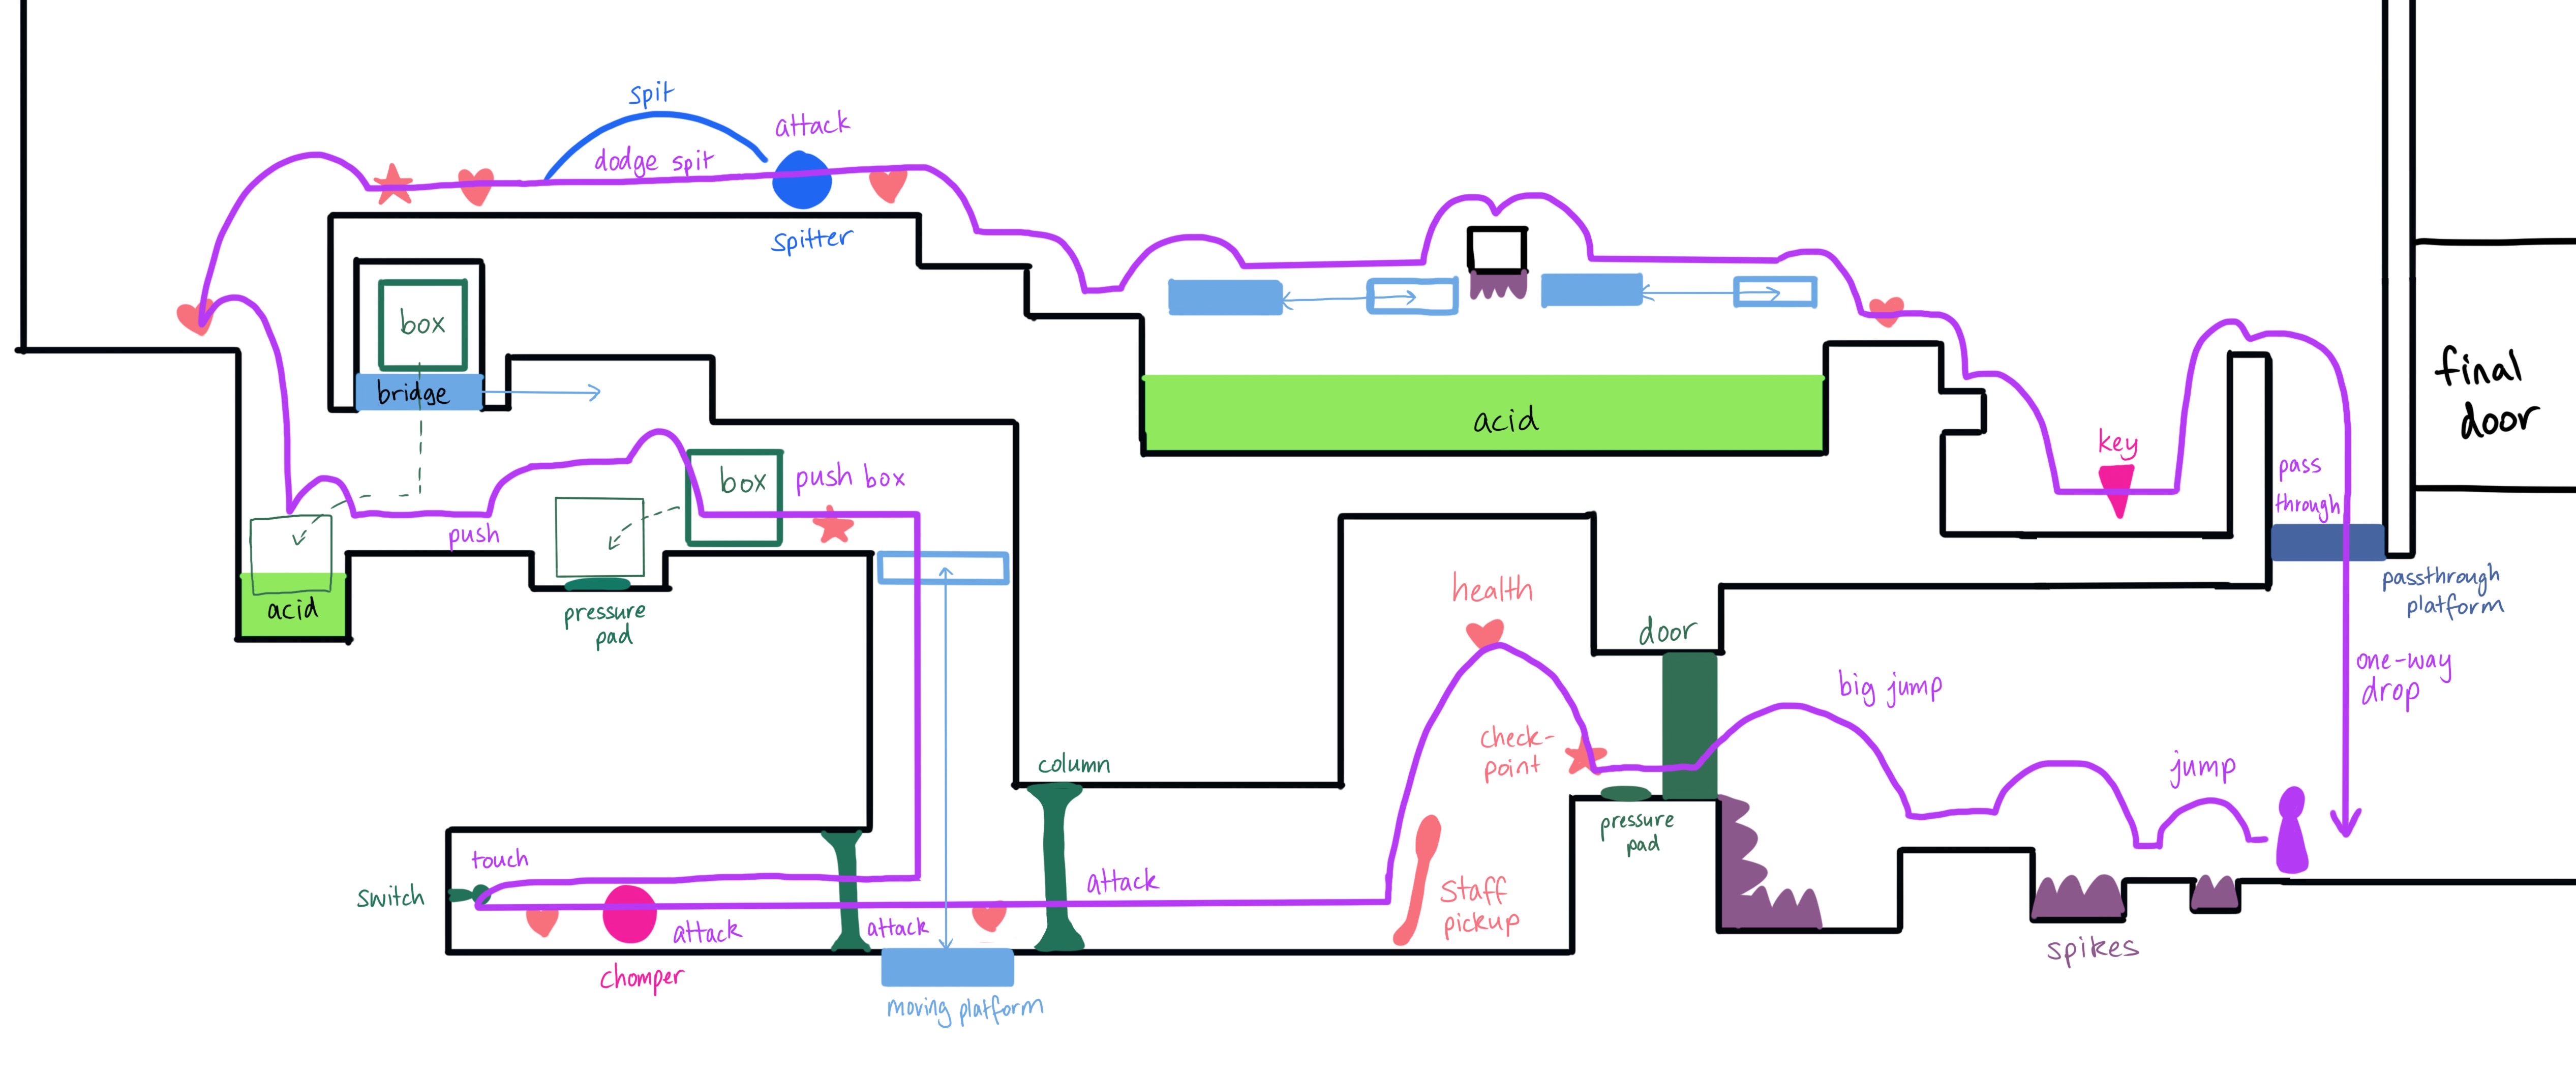 spit
attack
dodge spit
spitter
box
bridge
box
push box
push
acid
pressure
pad
acid
key
pass
through
passthrough
platform
final
door
health
door
one-way
drop
big jump
check-
point
jump
column
pressure
pad
touch
switch
attack
attack
attack
staff
pickup
spikes
chomper
moving platform